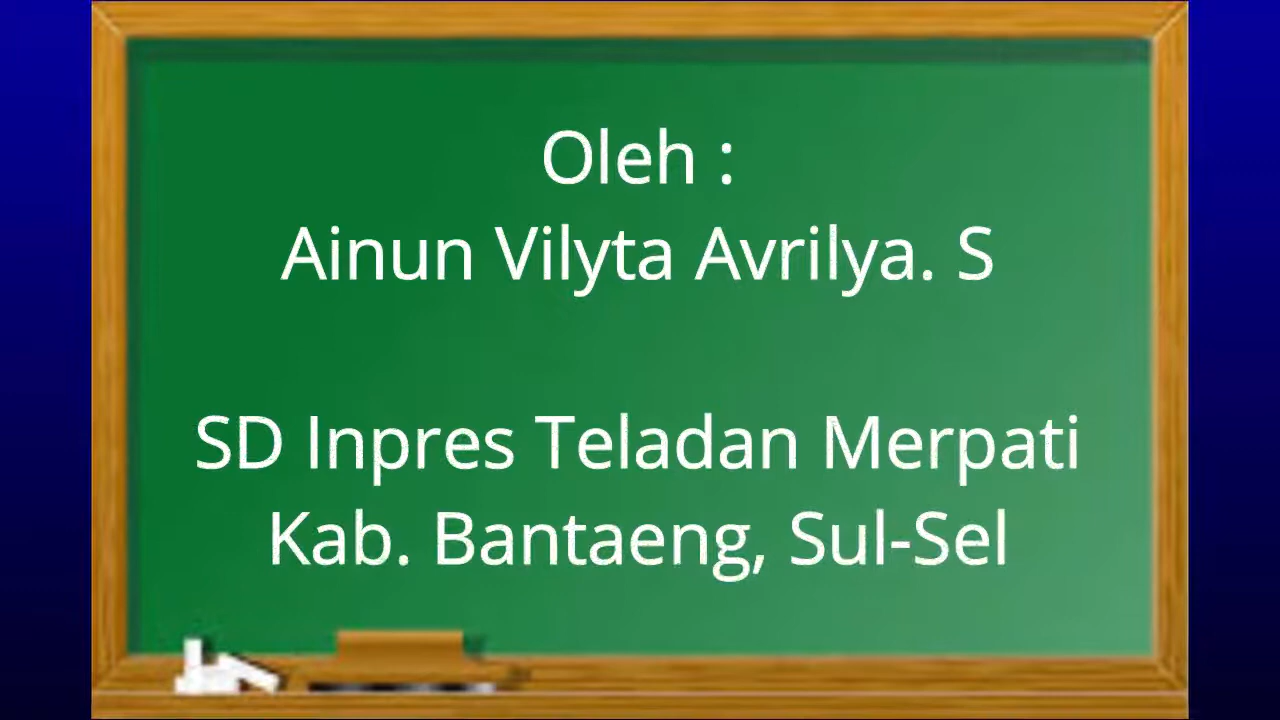 Oleh :
Ainun Vilyta Avrilya. S
SD Inpres Teladan Merpati
Kab. Bantaeng, Sul-Sel